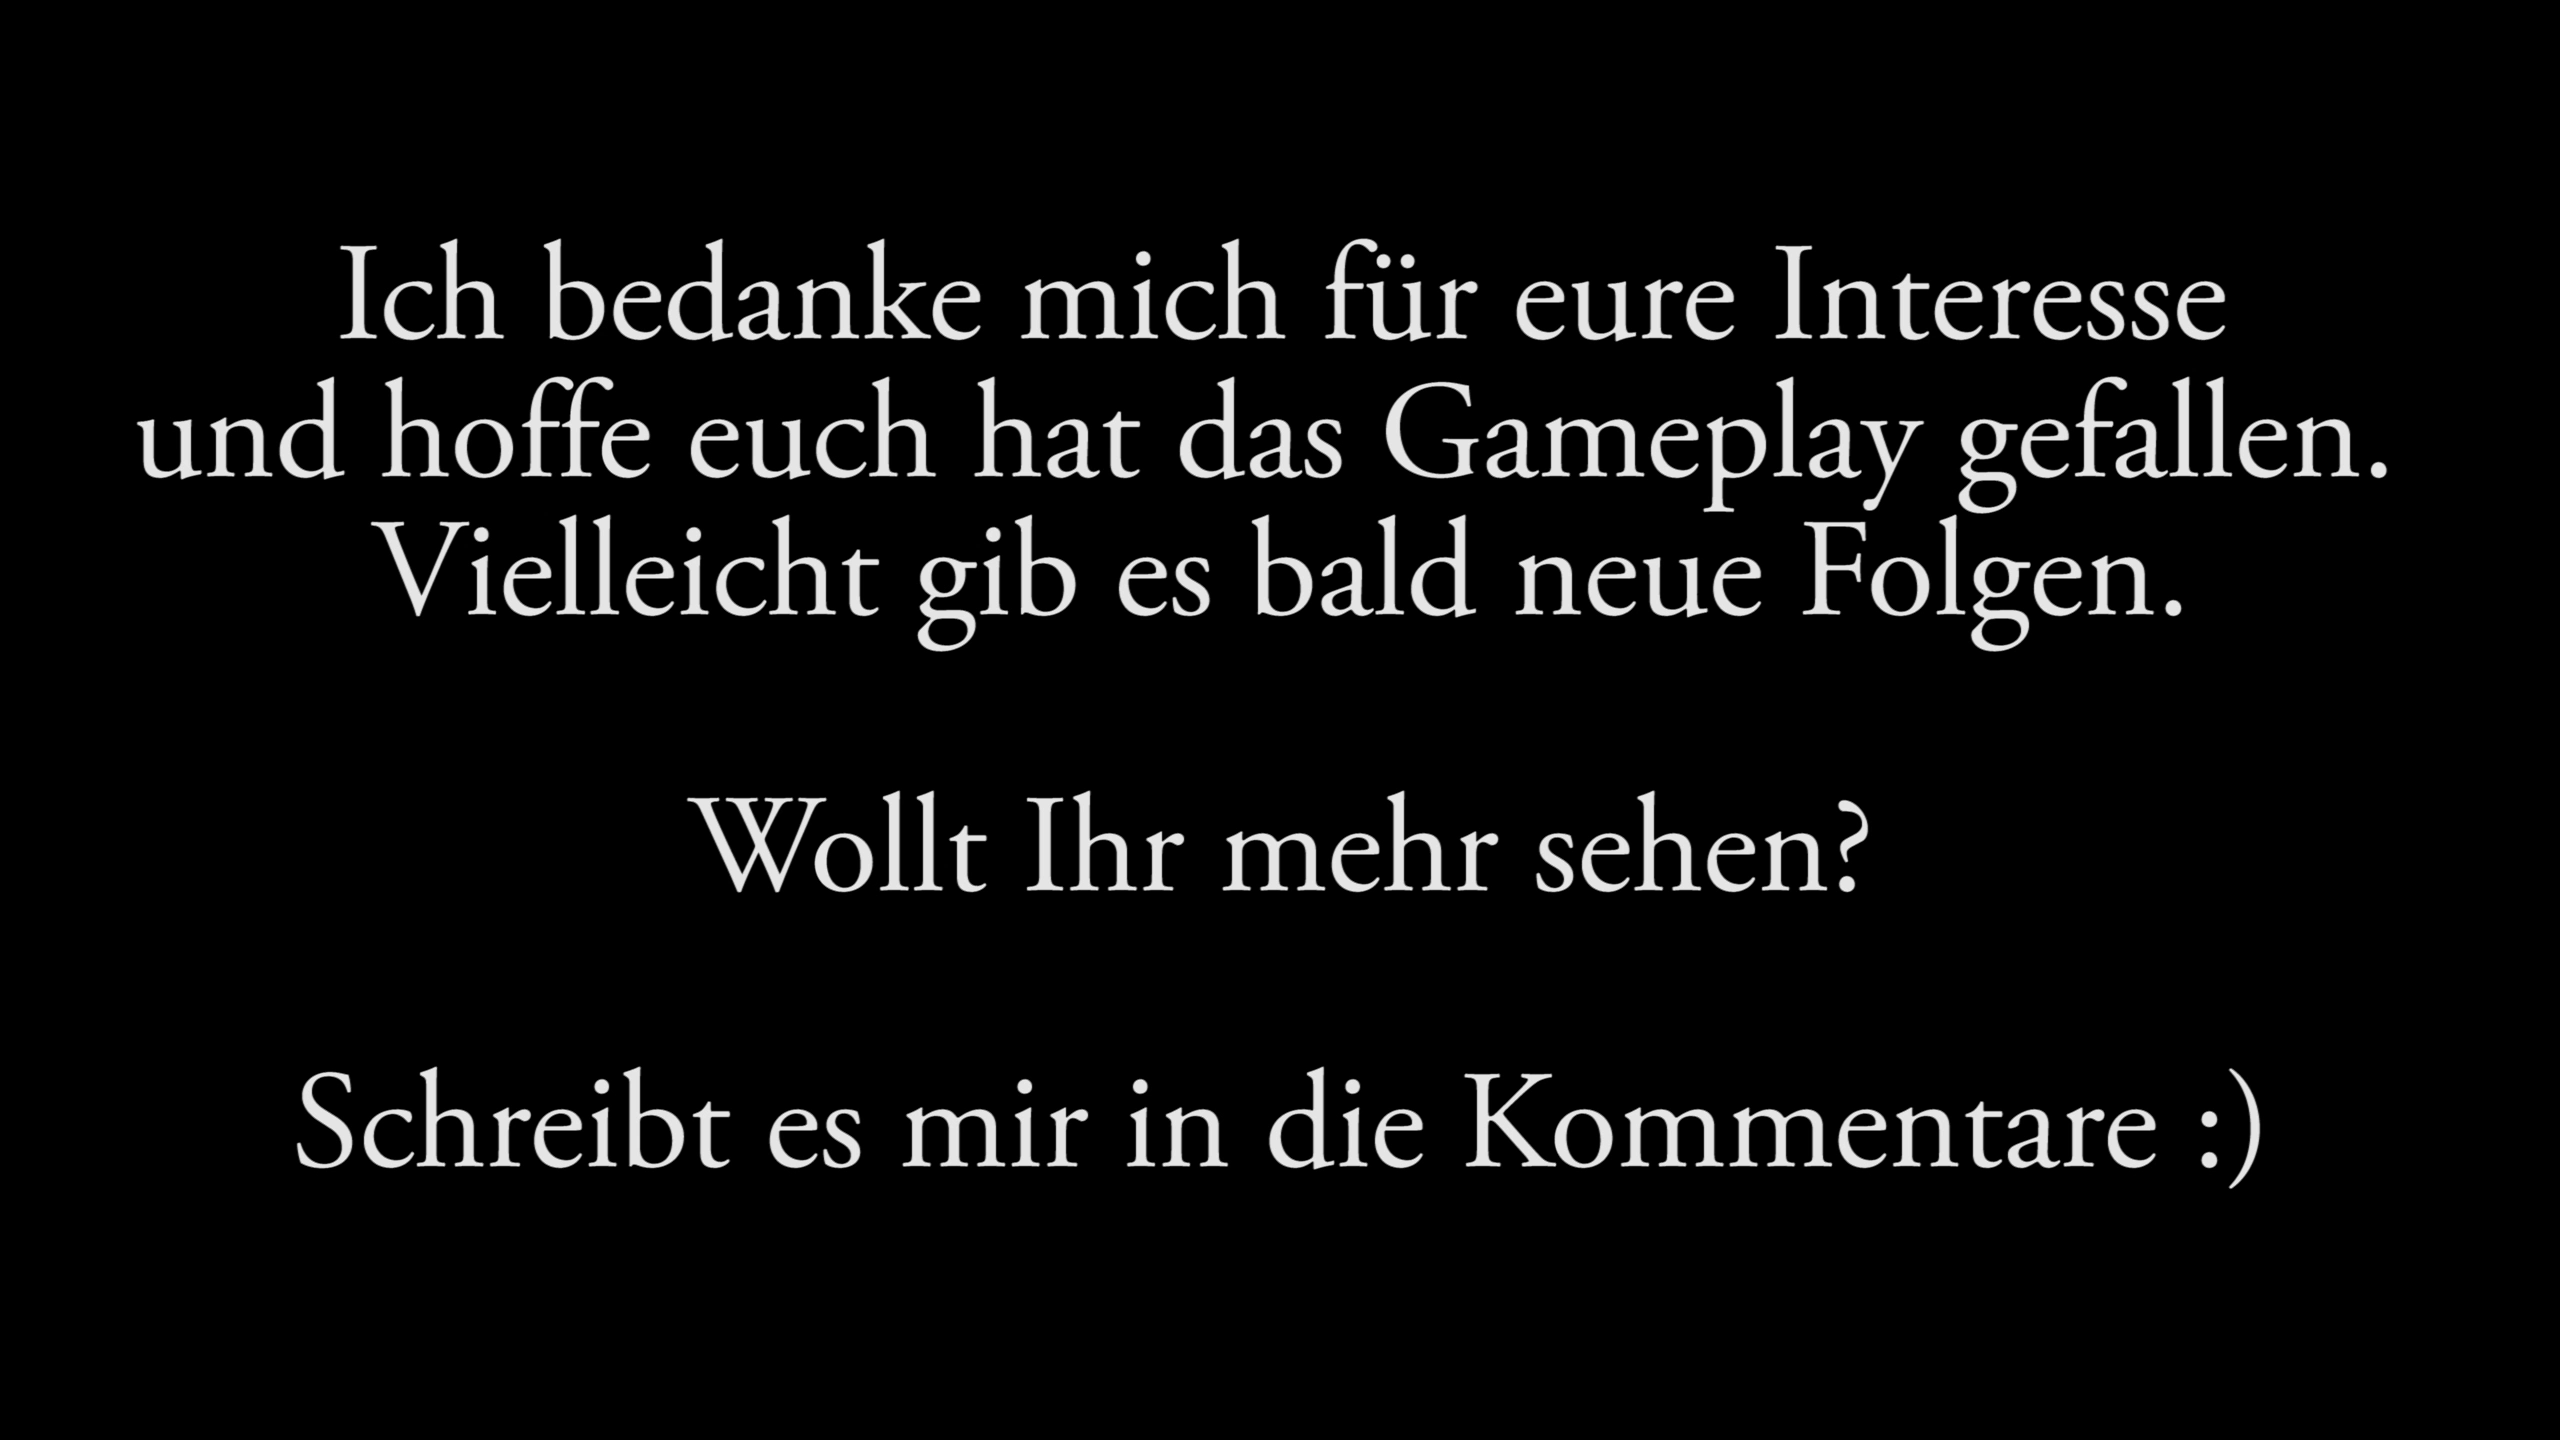 Ich bedanke mich für eure Interesse
und hoffe euch hat das Gameplay gefallen.
Vielleicht gib es bald neue Folgen.
Wollt Ihr mehr sehen?
Schreibt es mir in die Kommentare :)